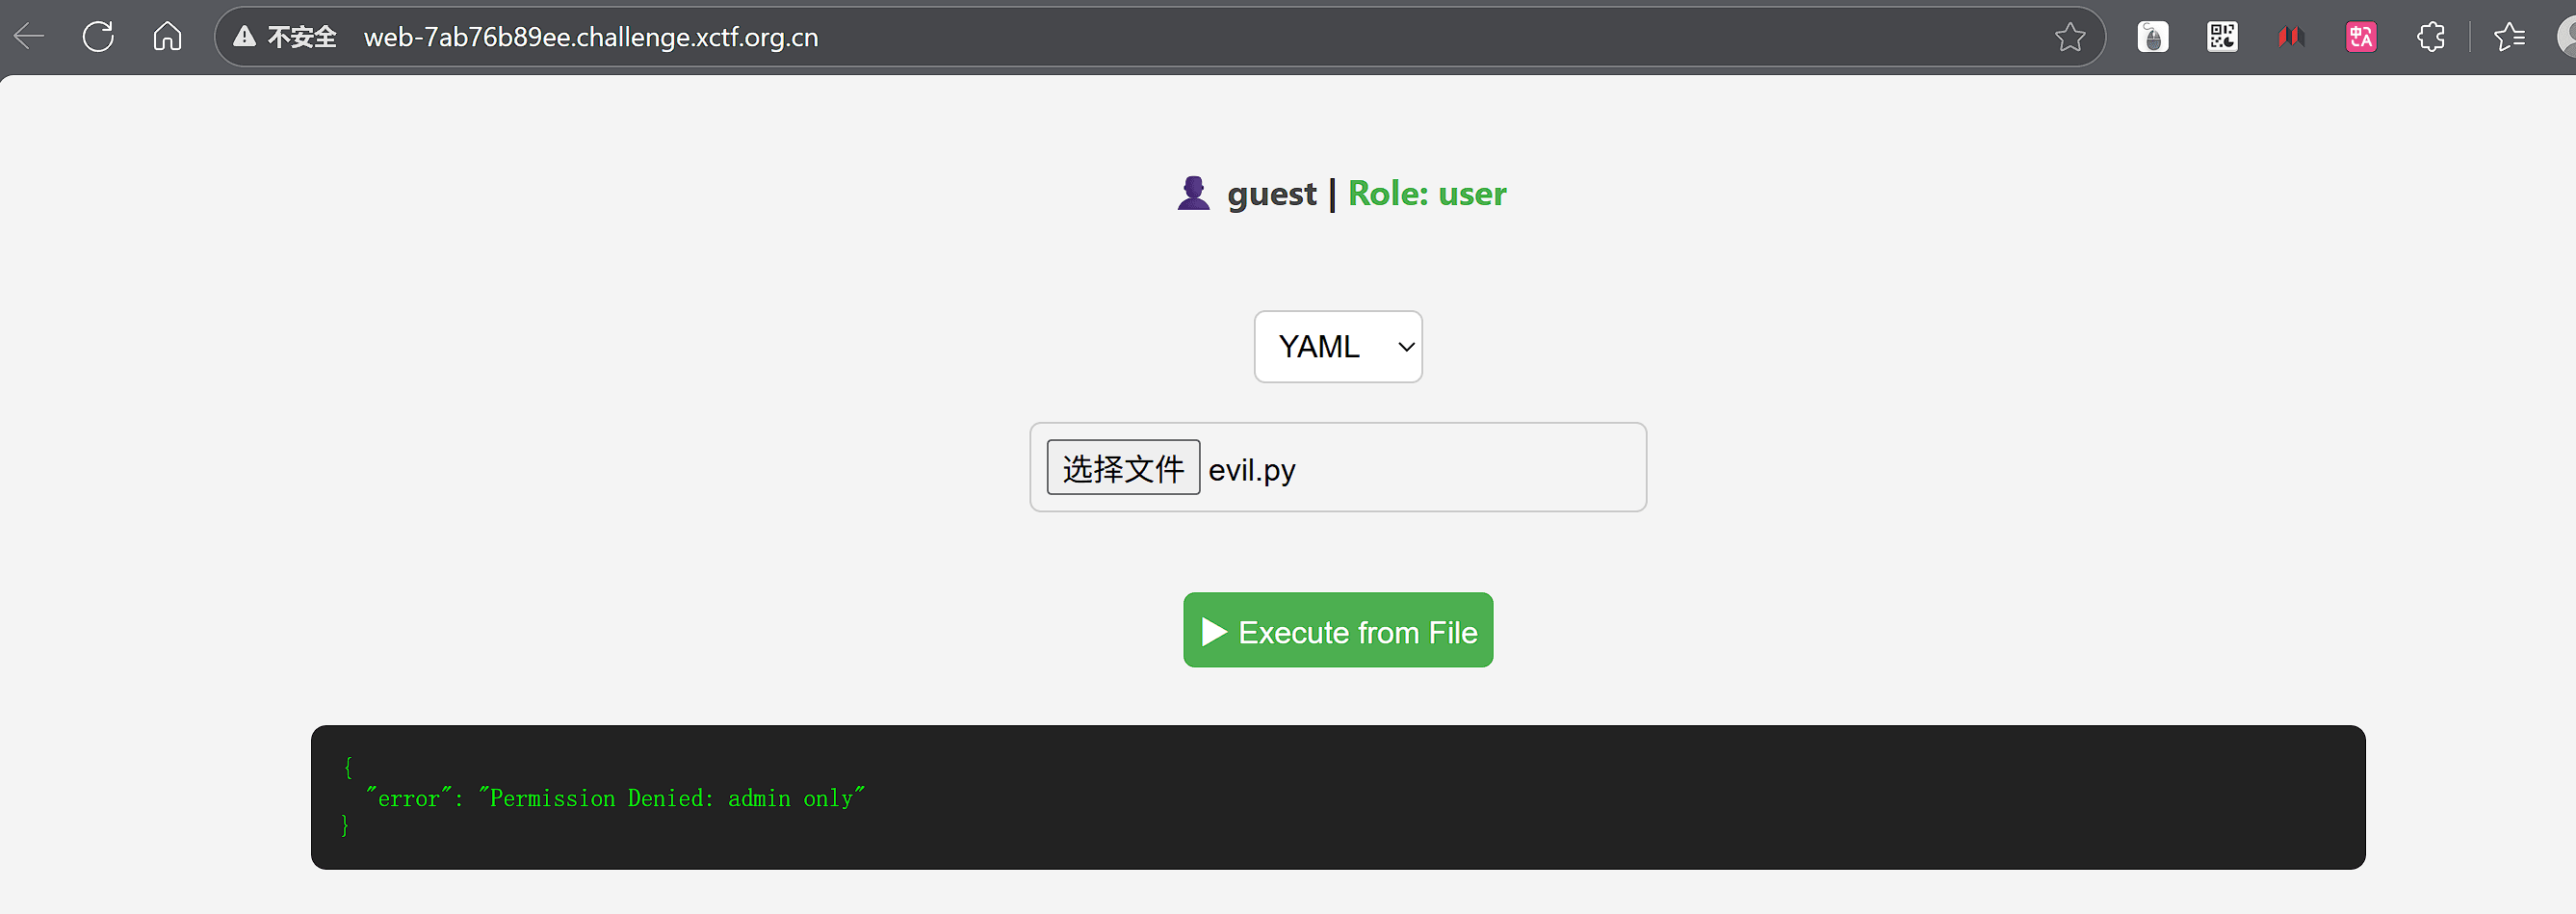 不安全 web-7ab76b89ee.challenge.xctf.org.cn
guest | Role: user
YAML
选择文件 evil.py
▶ Execute from File
{
"error": "Permission Denied: admin only"
}